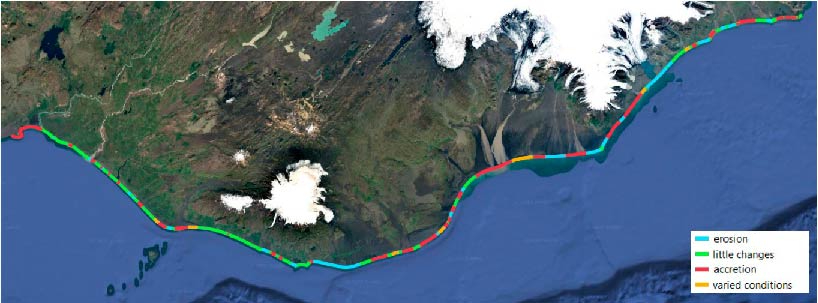 erosion
little changes
accretion
varied conditions